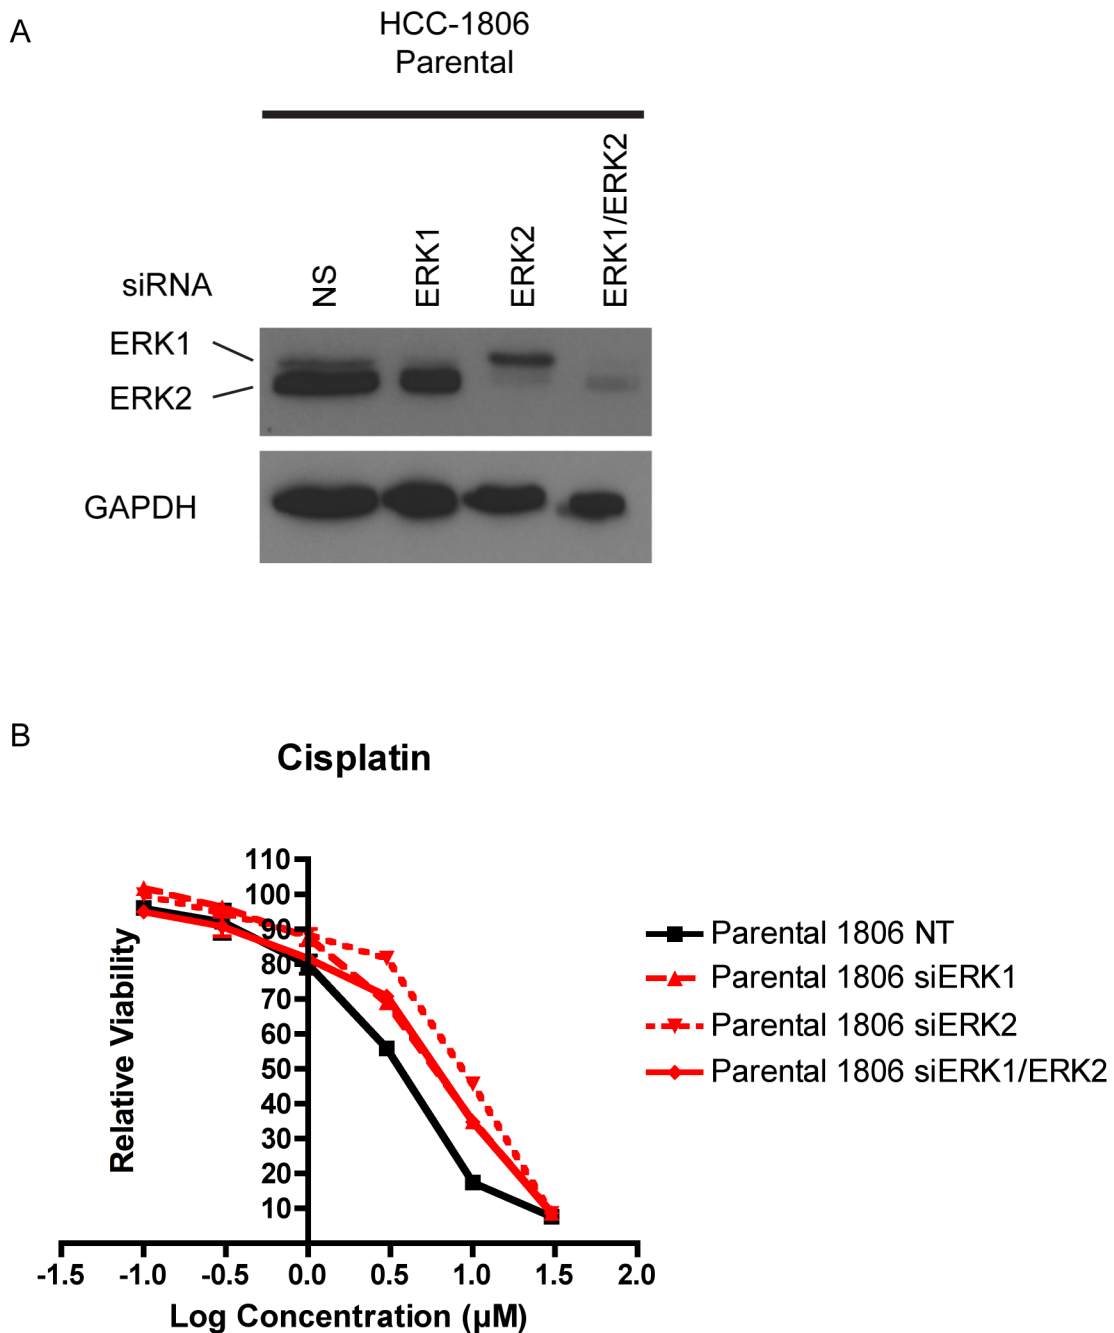 A
HCC-1806
Parental
siRNA
NS
ERK1
ERK2
ERK1/ERK2
ERK1
ERK2
GAPDH
B
Cisplatin
Relative Viability
110
100
90
80
70
60
50
40
30
20
10
-1.5 -1.0 -0.5 0.0 0.5 1.0 1.5 2.0
Log Concentration (µM)
Parental 1806 NT
Parental 1806 siERK1
Parental 1806 siERK2
Parental 1806 siERK1/ERK2